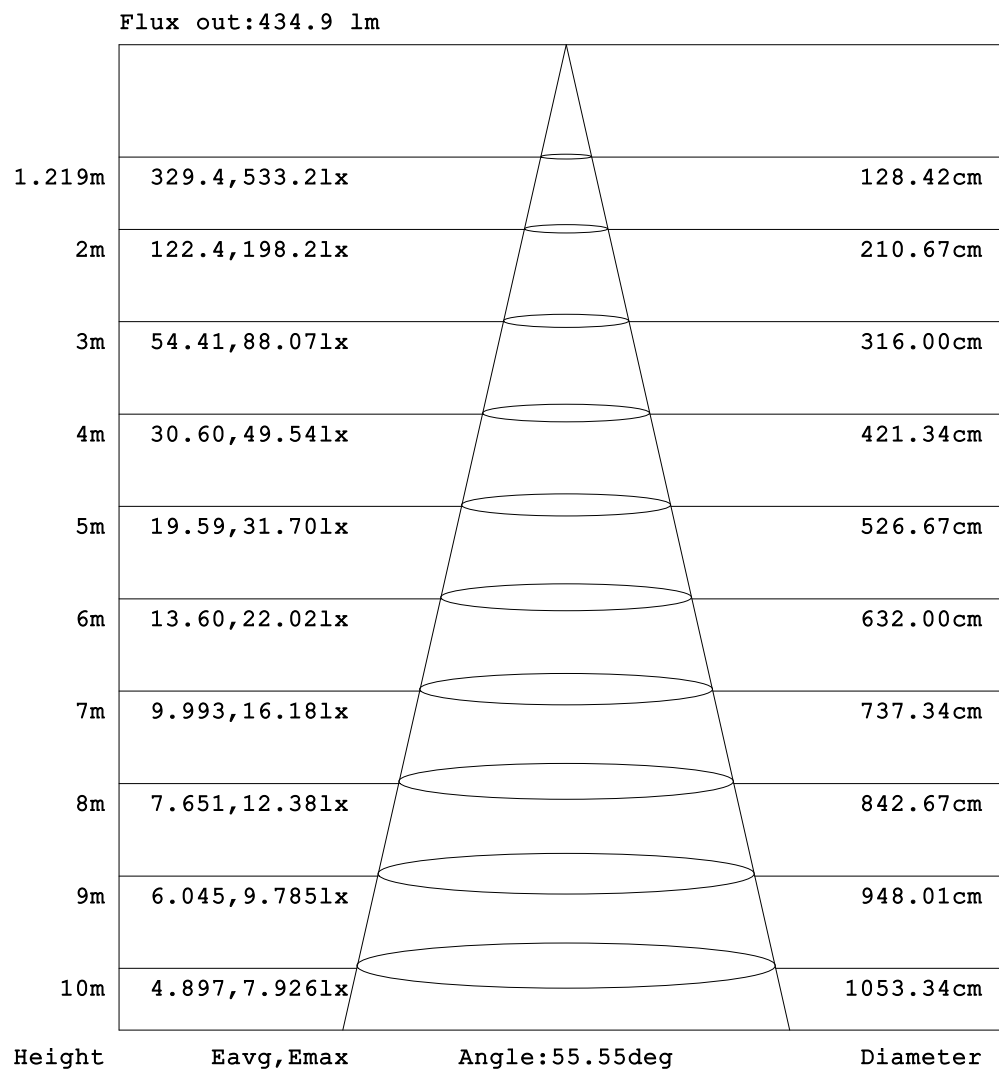 Flux out:434.9 lm
1.219m 329.4,533.2lx 128.42cm
2m 122.4,198.2lx 210.67cm
3m 54.41,88.07lx 316.00cm
4m 30.60,49.54lx 421.34cm
5m 19.59,31.70lx 526.67cm
6m 13.60,22.02lx 632.00cm
7m 9.993,16.18lx 737.34cm
8m 7.651,12.38lx 842.67cm
9m 6.045,9.785lx 948.01cm
10m 4.897,7.926lx 1053.34cm
Height Eavg,Emax Angle:55.55deg Diameter